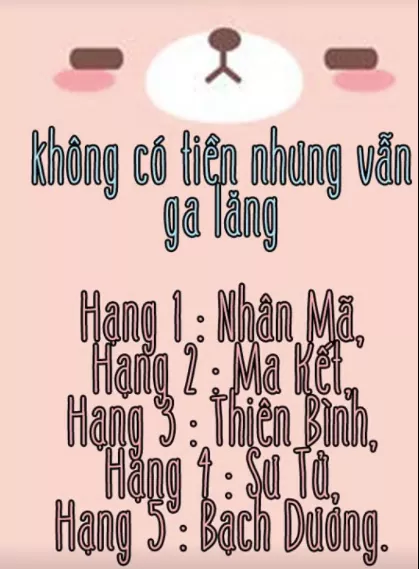 không có tiền nhưng vẫn
ga lăng
Hạng 1 : Nhân Mã,
Hạng 2 : Ma Kết,
Hạng 3 : Thiên Bình,
Hạng 4 : Sư Tử,
Hạng 5 : Bạch Dương.